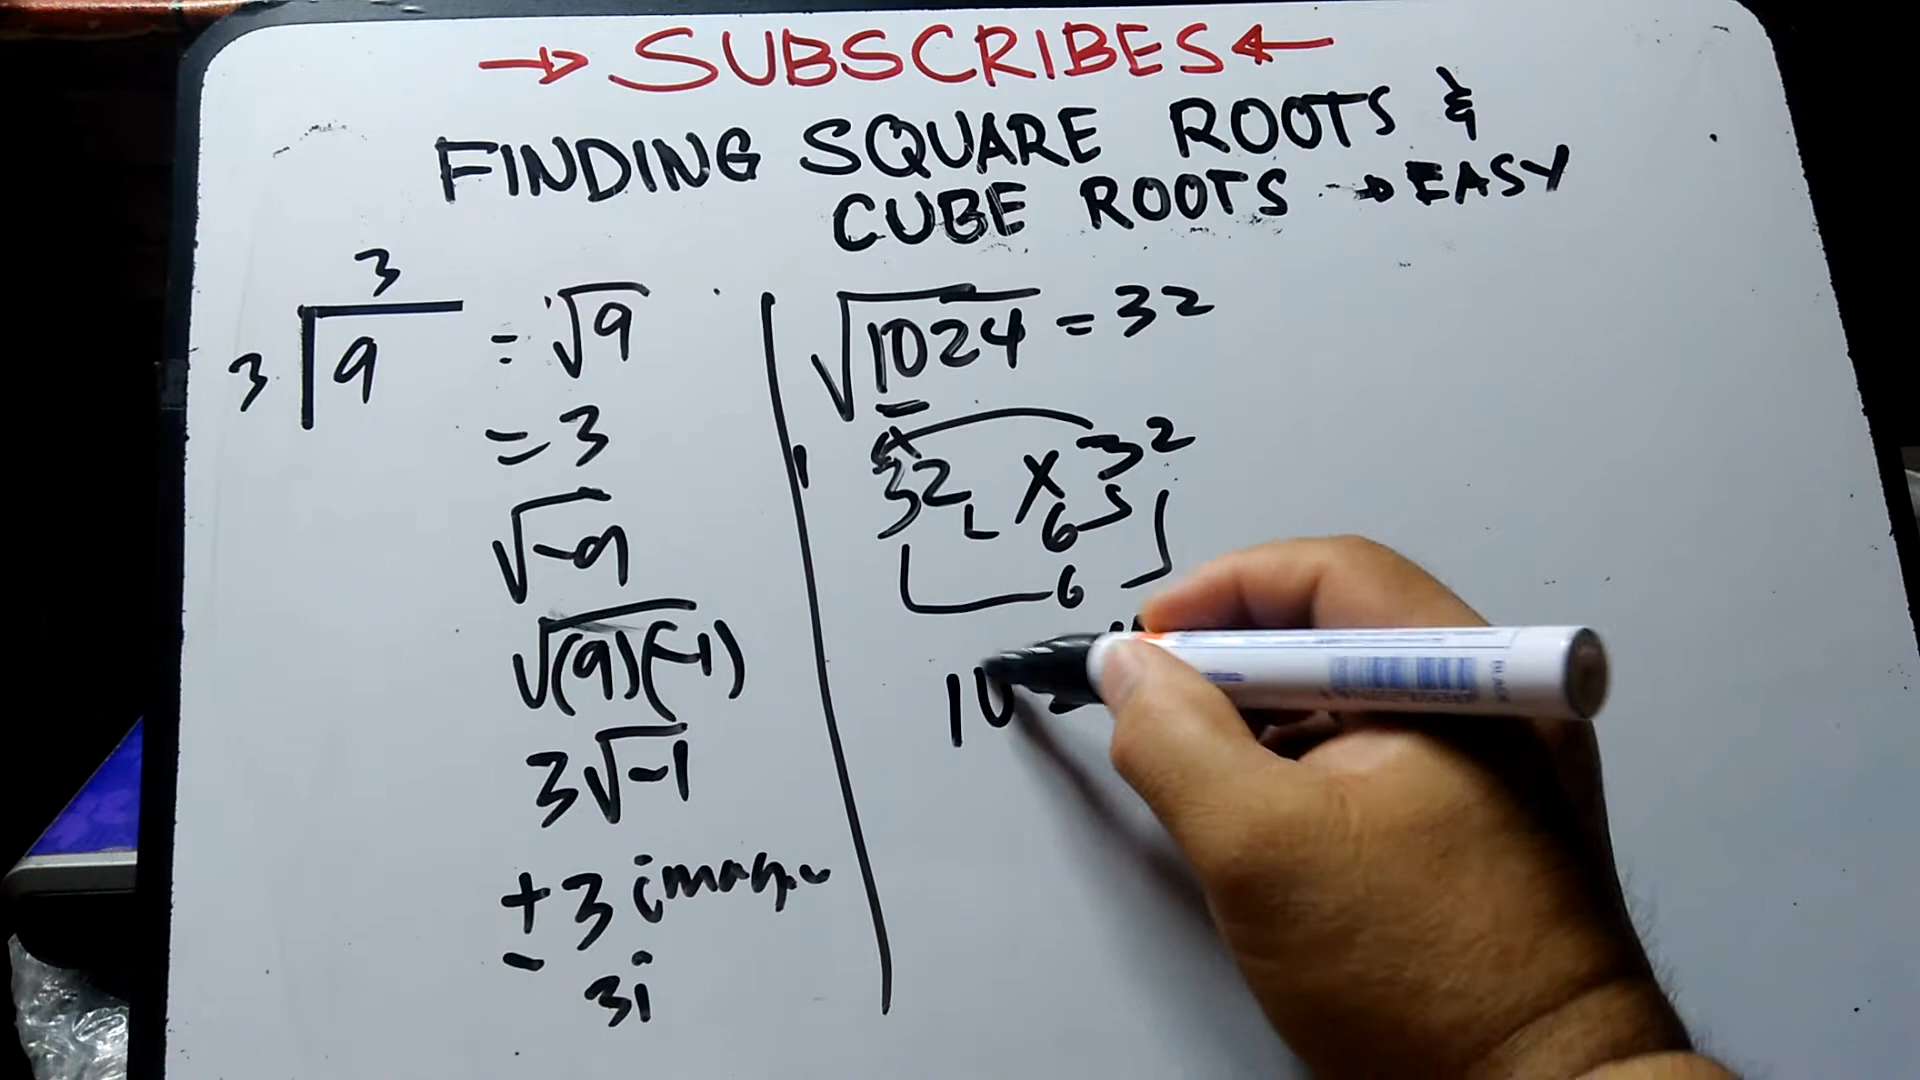 → SUBSCRIBES ←
FINDING SQUARE ROOTS &
CUBE ROOTS → EASY
3
3 9 = √9
= 3
√-9
√(9)(-1)
3√-1
+ 3
-
3i
√1024 = 32
32 X 32
6
6
10